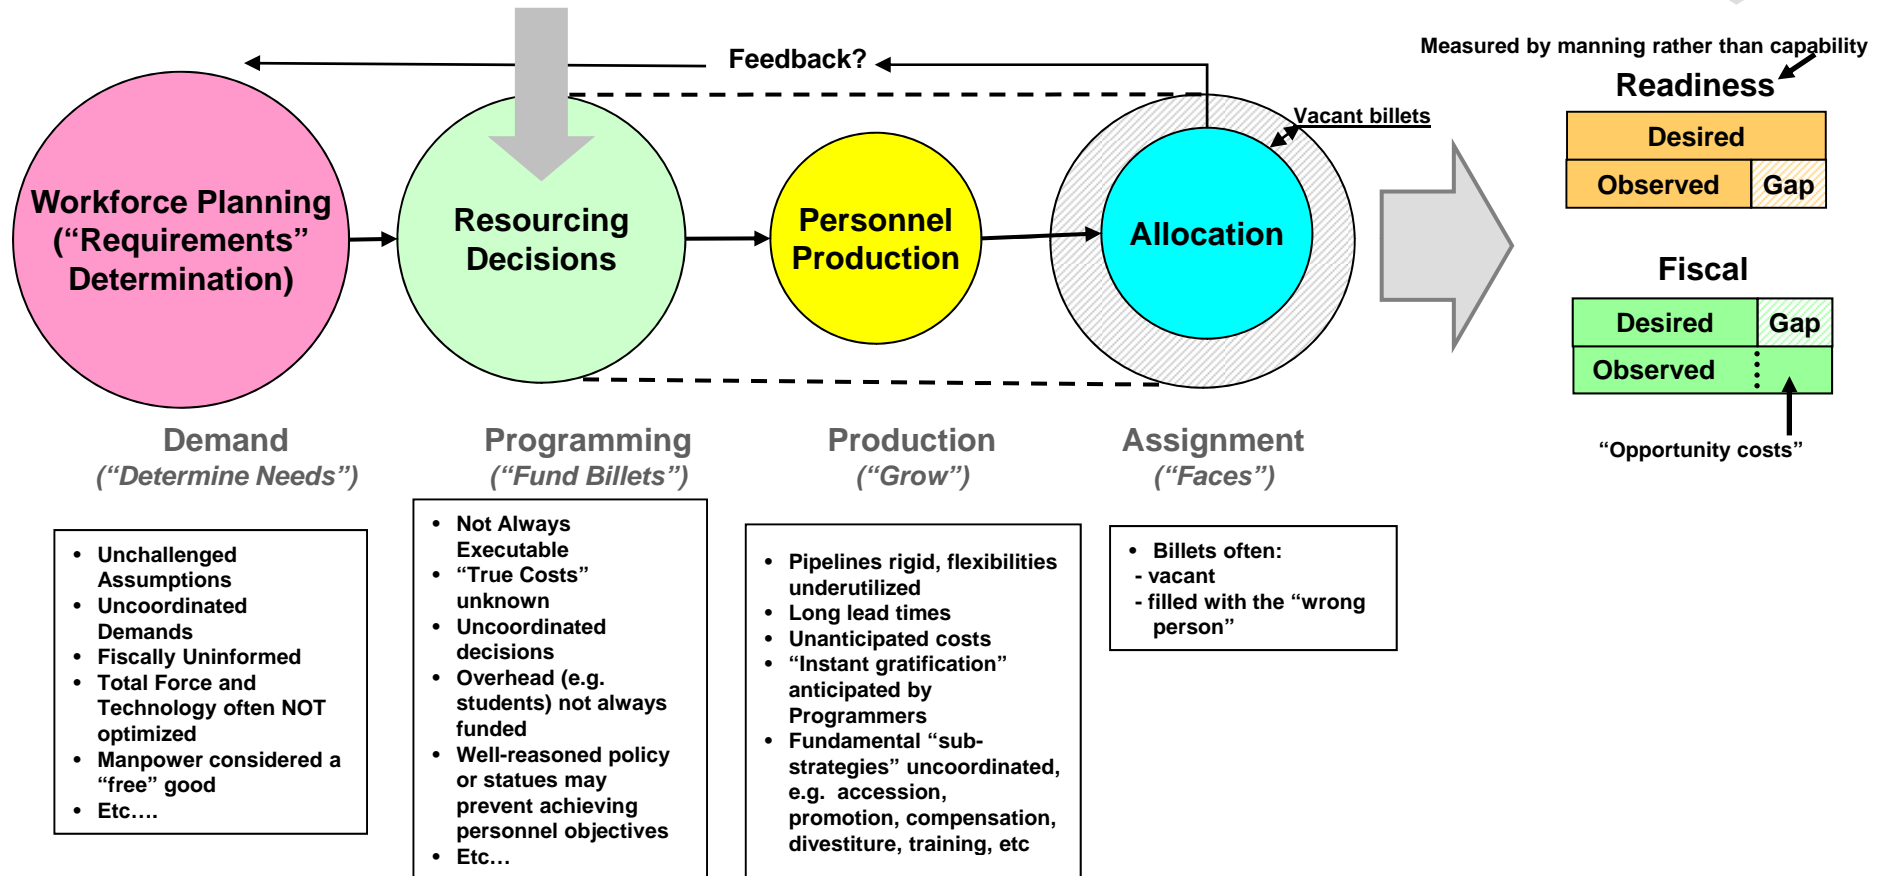 Feedback?
Measured by manning rather than capability
Readiness
Desired
Observed
Gap
Vacant billets
Workforce Planning
(“Requirements”
Determination)
Resourcing
Decisions
Personnel
Production
Allocation
Fiscal
Desired
Gap
Observed
“Opportunity costs”
Demand
(“Determine Needs”)
Programming
(“Fund Billets”)
Production
(“Grow”)
Assignment
(“Faces”)
• Unchallenged
Assumptions
• Uncoordinated
Demands
• Fiscally Uninformed
• Total Force and
Technology often NOT
optimized
• Manpower considered a
“free” good
• Etc….
• Not Always
Executable
• “True Costs”
unknown
• Uncoordinated
decisions
• Overhead (e.g.
students) not always
funded
• Well-reasoned policy
or statues may
prevent achieving
personnel objectives
• Etc…
• Pipelines rigid, flexibilities
underutilized
• Long lead times
• Unanticipated costs
• “Instant gratification”
anticipated by
Programmers
• Fundamental “sub-
strategies” uncoordinated,
e.g. accession,
promotion, compensation,
divestiture, training, etc
• Billets often:
- vacant
- filled with the “wrong
person”